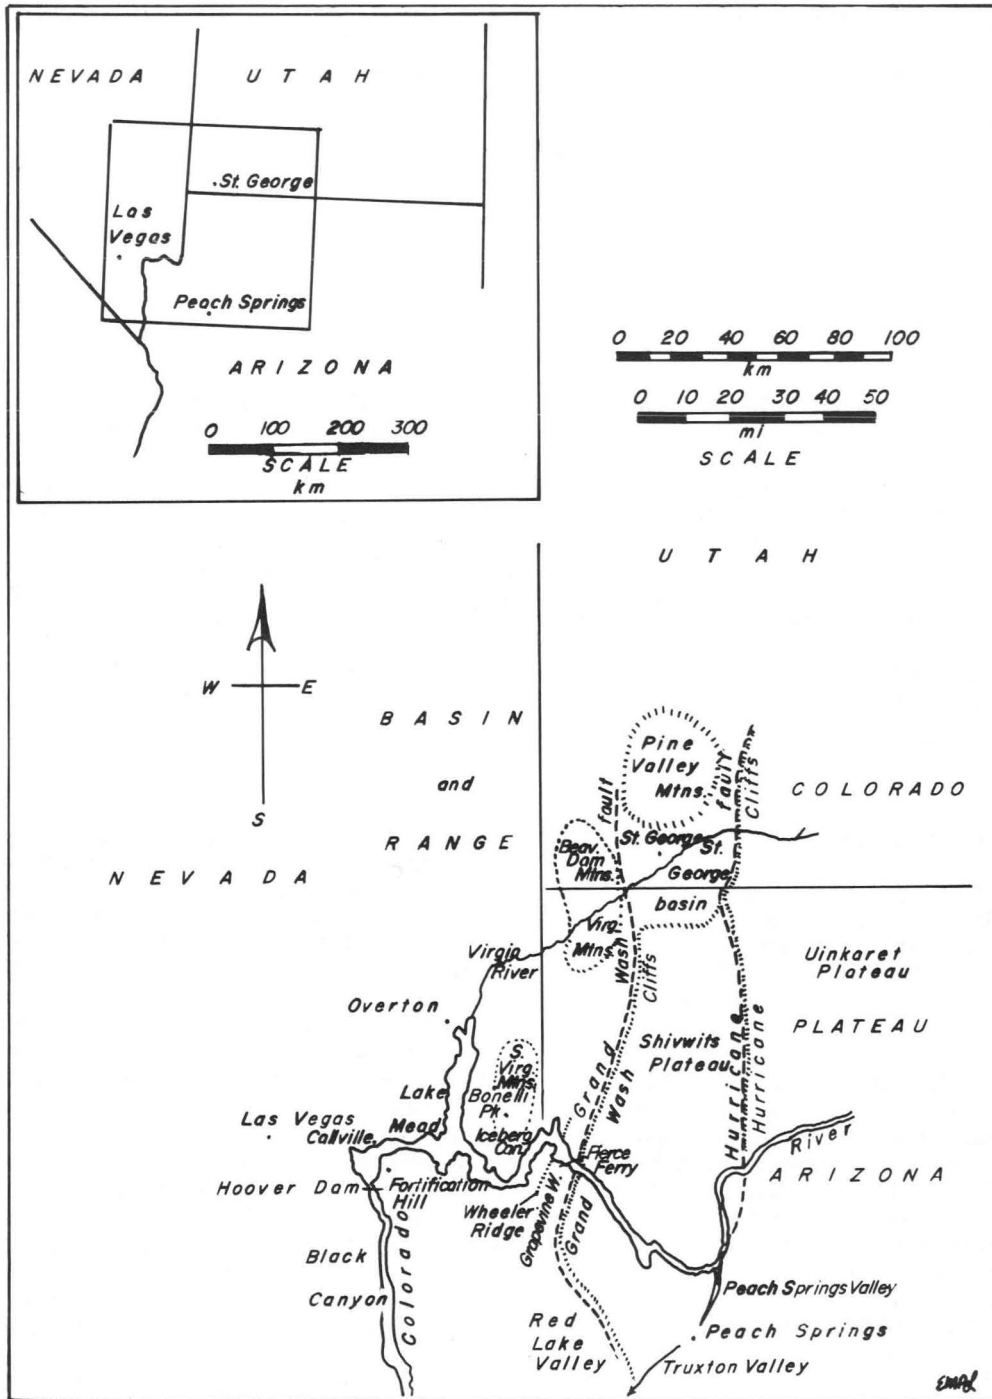 NEVADA
UTAH
St. George
Las
Vegas
Peach Springs
ARIZONA
0 100 200 300
SCALE
km
0 20 40 60 80 100
km
0 10 20 30 40 50
mi
SCALE
UTAH
W E
S
BASIN
and
RANGE
NEVADA
Pine
Valley
Mtns.
fault
fault
Cliffs
COLORADO
St. George
St.
George
basin
Beav.
Dam
Mtns.
Virg.
Mtns.
Wash
Cliffs
Virgin
River
Uinkaret
Plateau
Overton
PLATEAU
Shivwits
Plateau
Hurricane
Hurricane
S.
Virg.
Mtns.
Bonelli
Pk.
Grand
Wash
Lake
Mead
Las Vegas
Callville
Iceberg
Can.
Pierce
Ferry
River
ARIZONA
Hoover Dam
Fortification
Hill
Wheeler
Ridge
Grapevine W.
Grand
Black
Canyon
Colorado
Peach Springs Valley
Red
Lake
Valley
Peach Springs
Truxton Valley